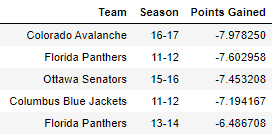 Team Season Points Gained
Colorado Avalanche 16-17 -7.978250
Florida Panthers 11-12 -7.602958
Ottawa Senators 15-16 -7.453208
Columbus Blue Jackets 11-12 -7.194167
Florida Panthers 13-14 -6.486708